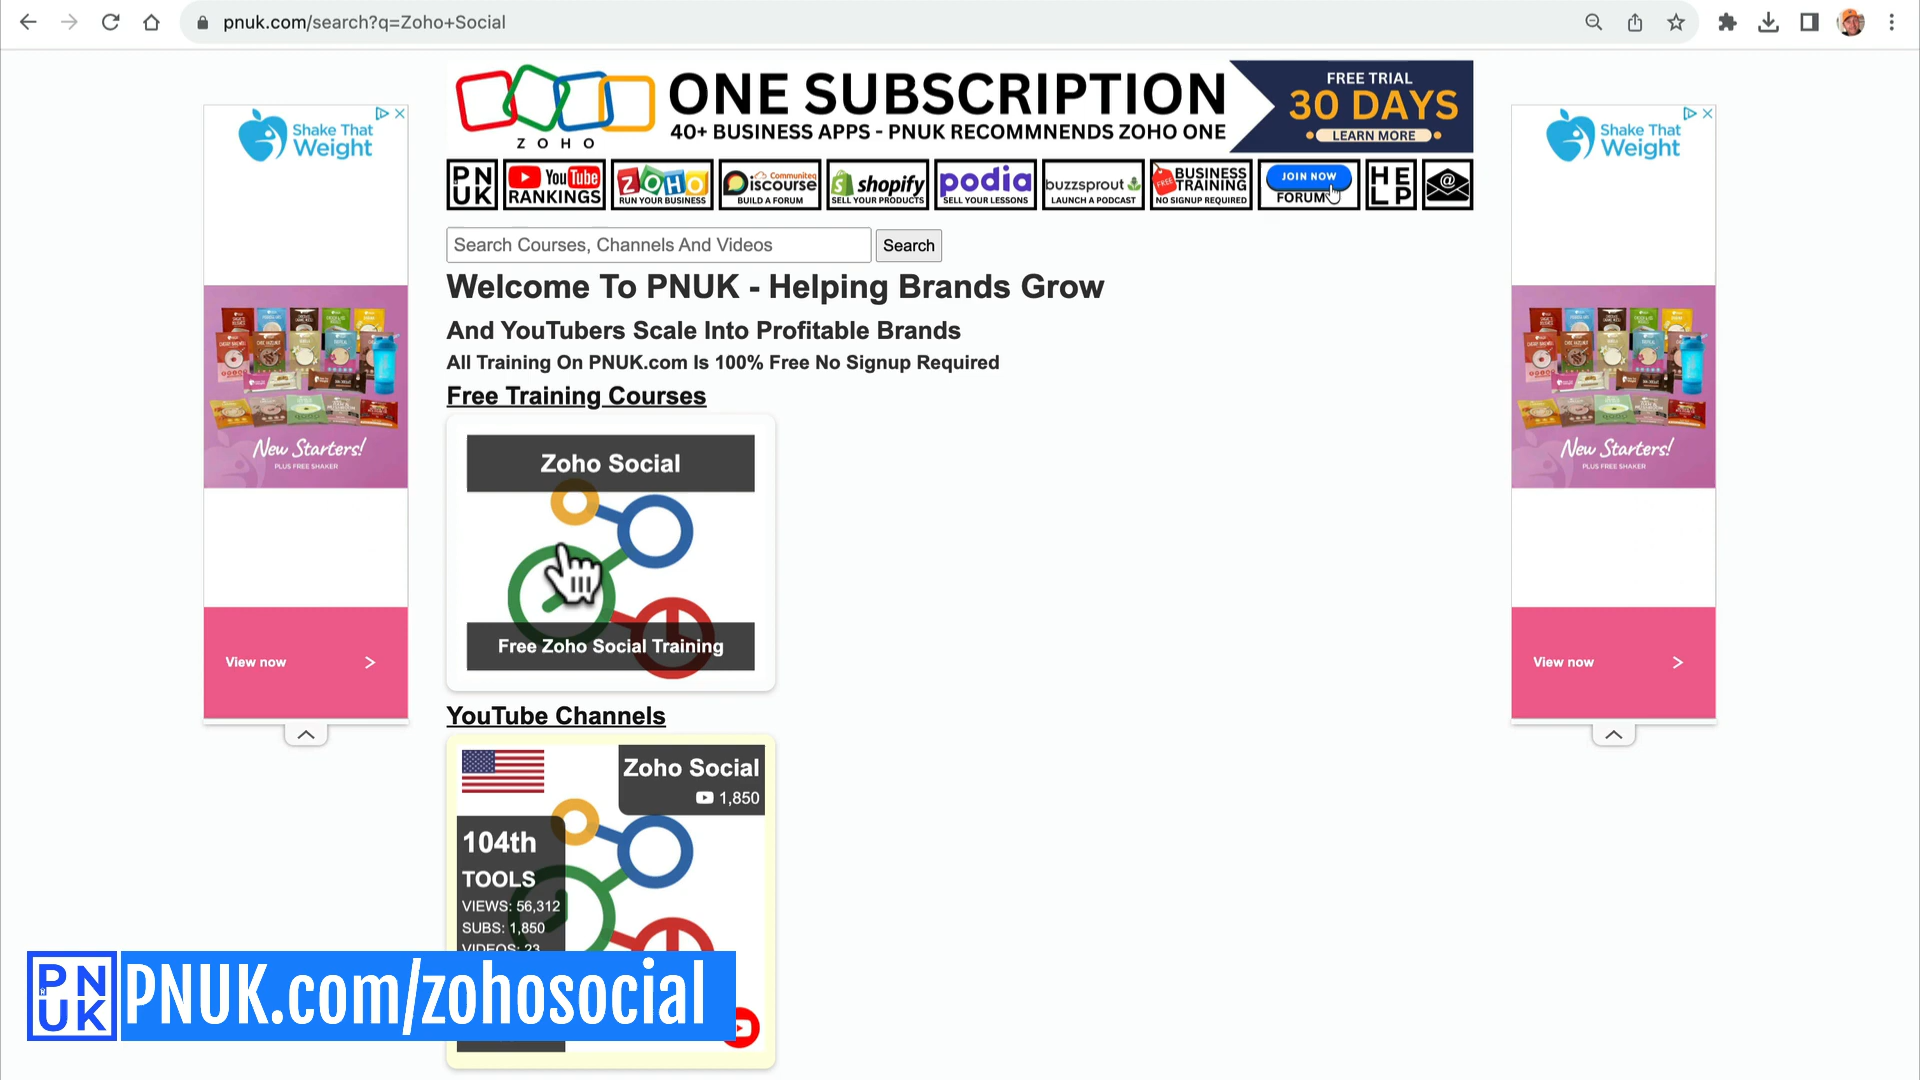 pnuk.com/search?q=Zoho+Social
ZOHO
ONE SUBSCRIPTION
40+ BUSINESS APPS - PNUK RECOMMNENDS ZOHO ONE
FREE TRIAL
30 DAYS
LEARN MORE
PN
UK
YouTube
RANKINGS
ZOHO
RUN YOUR BUSINESS
Communiteq
Discourse
BUILD A FORUM
shopify
SELL YOUR PRODUCTS
podia
SELL YOUR LESSONS
buzzsprout
LAUNCH A PODCAST
FREE
BUSINESS
TRAINING
NO SIGNUP REQUIRED
JOIN NOW
FORUM
HE
LP
@
Search Courses, Channels And Videos
Search
Welcome To PNUK - Helping Brands Grow
And YouTubers Scale Into Profitable Brands
All Training On PNUK.com Is 100% Free No Signup Required
Free Training Courses
Zoho Social
Free Zoho Social Training
YouTube Channels
Zoho Social
1,850
104th
TOOLS
VIEWS: 56,312
SUBS: 1,850
VIDEOS: 23
PN
UK
PNUK.com/zohosocial
Shake That
Weight
New Starters!
PLUS FREE SHAKER
View now
Shake That
Weight
New Starters!
PLUS FREE SHAKER
View now